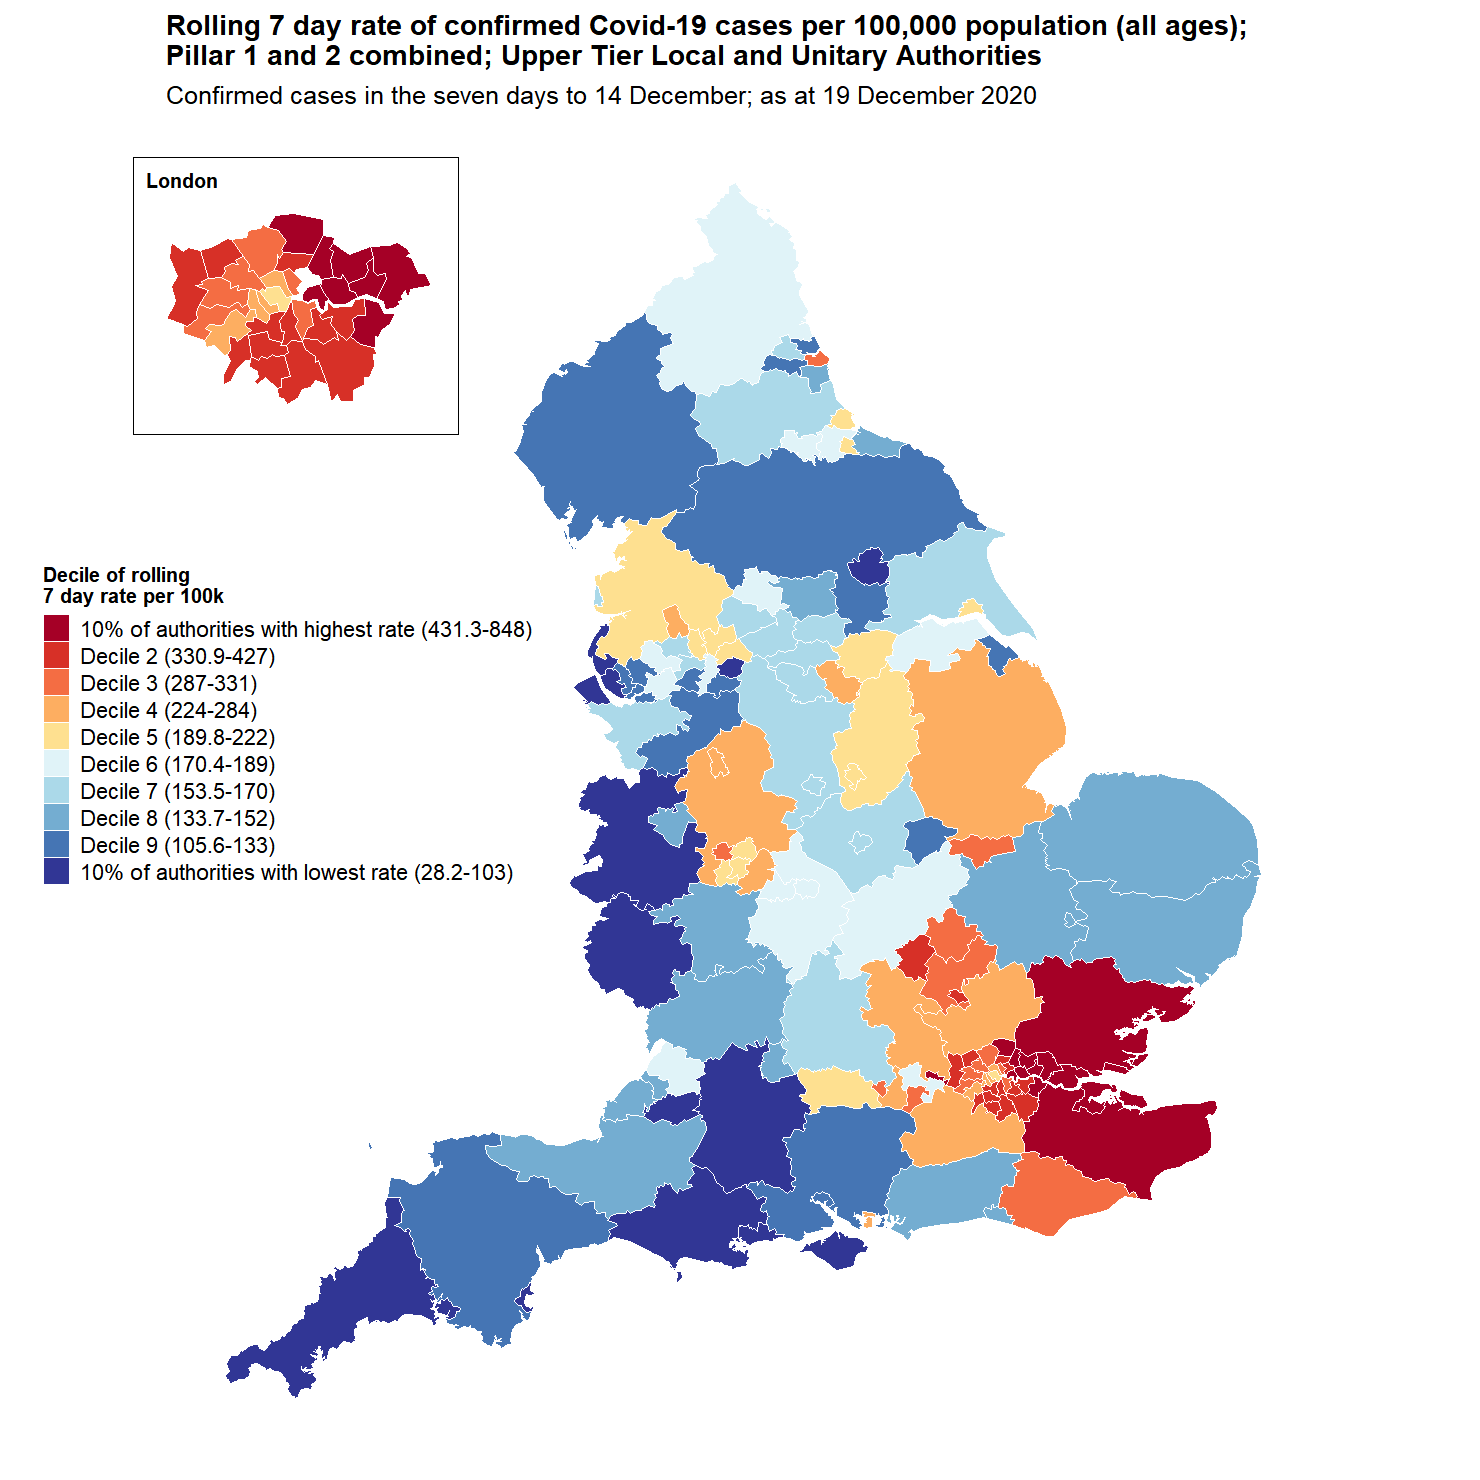 Rolling 7 day rate of confirmed Covid-19 cases per 100,000 population (all ages);
Pillar 1 and 2 combined; Upper Tier Local and Unitary Authorities
Confirmed cases in the seven days to 14 December; as at 19 December 2020
London
Decile of rolling
7 day rate per 100k
10% of authorities with highest rate (431.3-848)
Decile 2 (330.9-427)
Decile 3 (287-331)
Decile 4 (224-284)
Decile 5 (189.8-222)
Decile 6 (170.4-189)
Decile 7 (153.5-170)
Decile 8 (133.7-152)
Decile 9 (105.6-133)
10% of authorities with lowest rate (28.2-103)